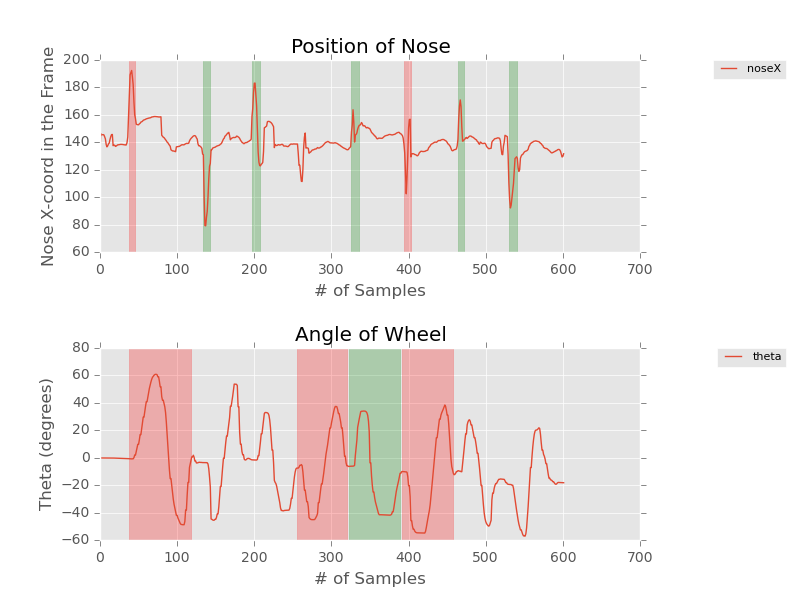 Position of Nose
Nose X-coord in the Frame
200
180
160
140
120
100
80
60
0 100 200 300 400 500 600 700
# of Samples
noseX
Angle of Wheel
Theta (degrees)
80
60
40
20
0
−20
−40
−60
0 100 200 300 400 500 600 700
# of Samples
theta